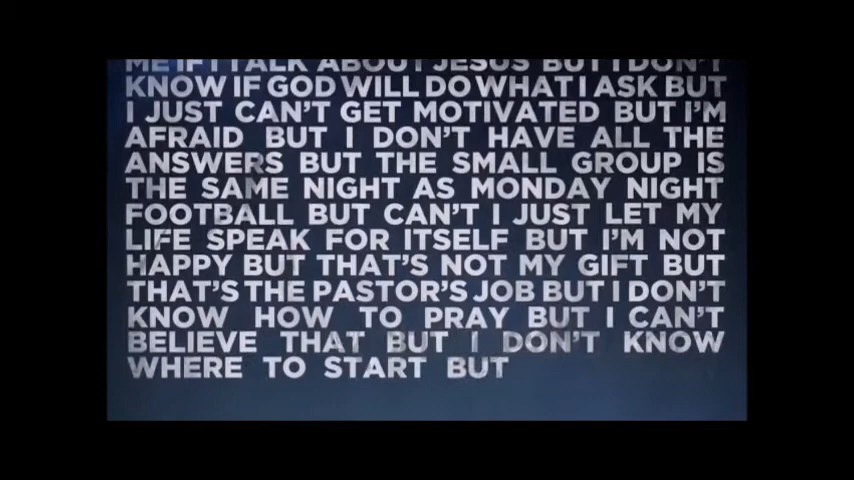 ME IF I TALK ABOUT JESUS BUT I DON'T
KNOW IF GOD WILL DO WHAT I ASK BUT
I JUST CAN'T GET MOTIVATED BUT I'M
AFRAID BUT I DON'T HAVE ALL THE
ANSWERS BUT THE SMALL GROUP IS
THE SAME NIGHT AS MONDAY NIGHT
FOOTBALL BUT CAN'T I JUST LET MY
LIFE SPEAK FOR ITSELF BUT I'M NOT
HAPPY BUT THAT'S NOT MY GIFT BUT
THAT'S THE PASTOR'S JOB BUT I DON'T
KNOW HOW TO PRAY BUT I CAN'T
BELIEVE THAT BUT I DON'T KNOW
WHERE TO START BUT